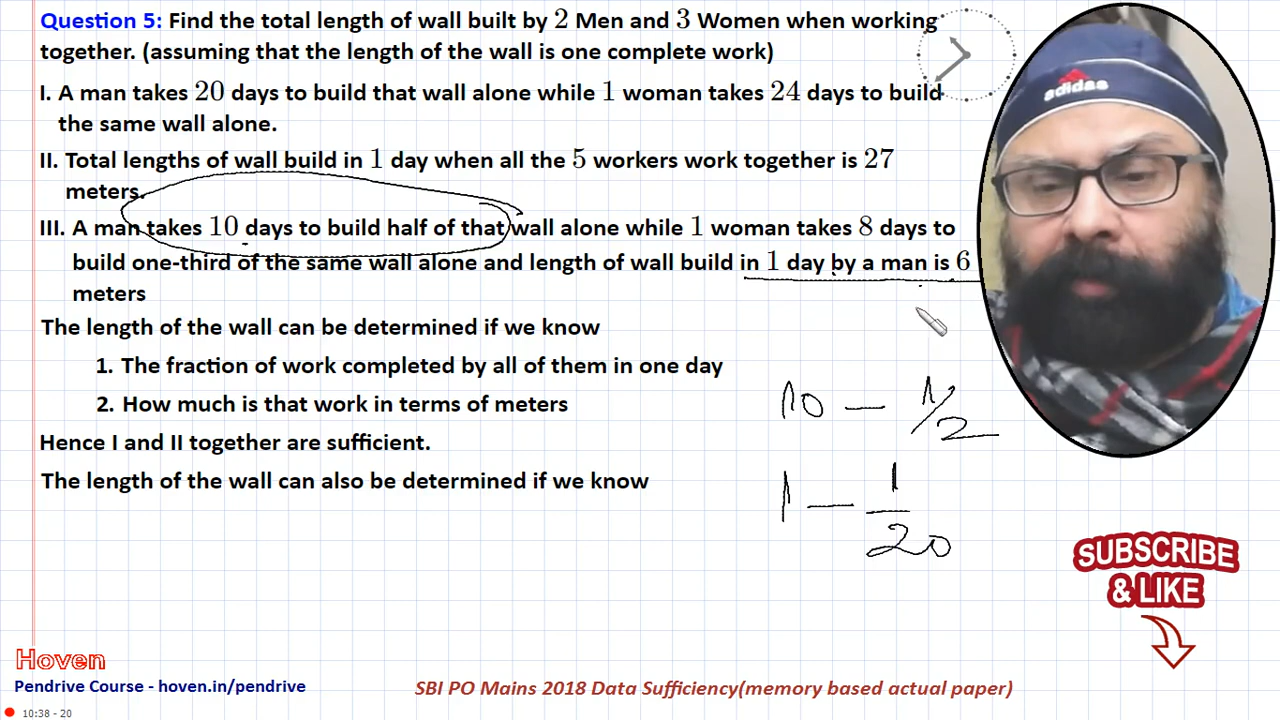 Question 5: Find the total length of wall built by 2 Men and 3 Women when working
together. (assuming that the length of the wall is one complete work)
I. A man takes 20 days to build that wall alone while 1 woman takes 24 days to build
the same wall alone.
II. Total lengths of wall build in 1 day when all the 5 workers work together is 27
meters.
III. A man takes 10 days to build half of that wall alone while 1 woman takes 8 days to
build one-third of the same wall alone and length of wall build in 1 day by a man is 6
meters
The length of the wall can be determined if we know
1. The fraction of work completed by all of them in one day
2. How much is that work in terms of meters
Hence I and II together are sufficient.
The length of the wall can also be determined if we know
10 — 1/2
1 — 1/20
adidas
SUBSCRIBE
& LIKE
Hoven
Pendrive Course - hoven.in/pendrive
SBI PO Mains 2018 Data Sufficiency(memory based actual paper)
10:38 - 20